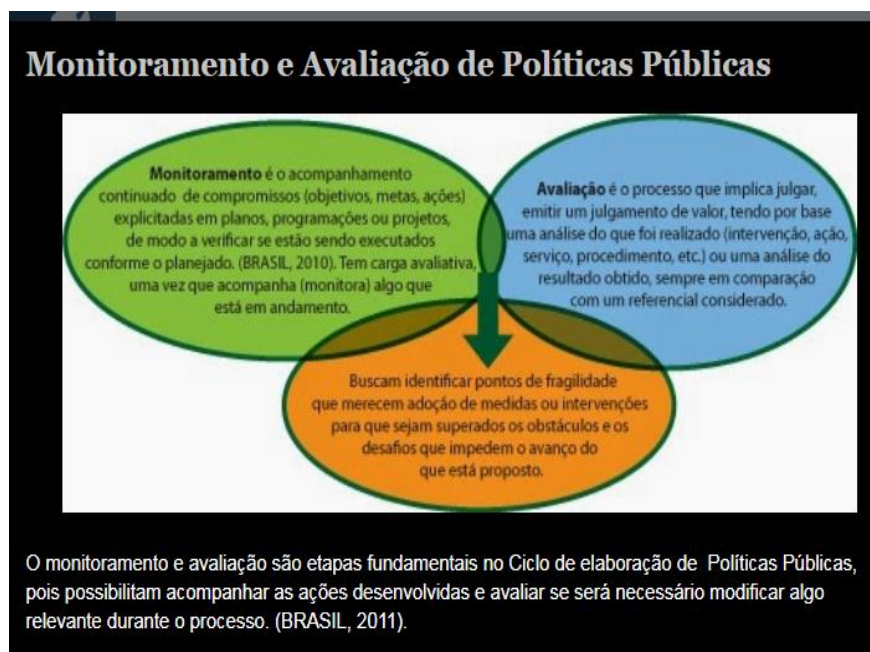 Monitoramento e Avaliação de Políticas Públicas
Monitoramento é o acompanhamento
continuado de compromissos (objetivos, metas, ações)
explicitadas em planos, programações ou projetos,
de modo a verificar se estão sendo executados
conforme o planejado. (BRASIL, 2010). Tem carga avaliativa,
uma vez que acompanha (monitora) algo que
está em andamento.
Avaliação é o processo que implica julgar,
emitir um julgamento de valor, tendo por base
uma análise do que foi realizado (intervenção, ação,
serviço, procedimento, etc.) ou uma análise do
resultado obtido, sempre em comparação
com um referencial considerado.
Buscam identificar pontos de fragilidade
que merecem adoção de medidas ou intervenções
para que sejam superados os obstáculos e os
desafios que impedem o avanço do
que está proposto.
O monitoramento e avaliação são etapas fundamentais no Ciclo de elaboração de Políticas Públicas,
pois possibilitam acompanhar as ações desenvolvidas e avaliar se será necessário modificar algo
relevante durante o processo. (BRASIL, 2011).